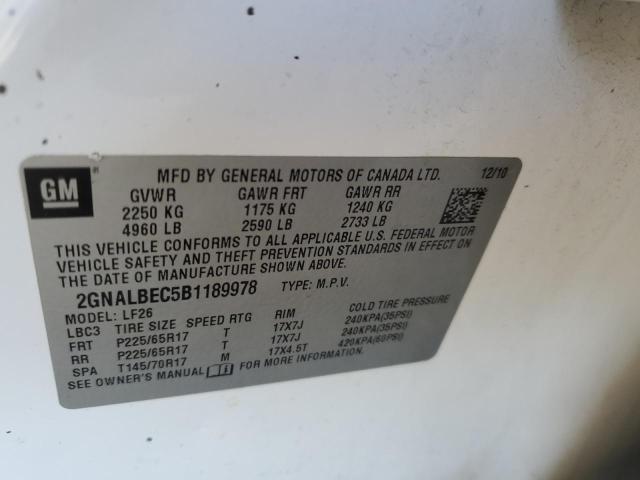 MFD BY GENERAL MOTORS OF CANADA LTD. 12/10
GM
GVWR GAWR FRT GAWR RR
2250 KG 1175 KG 1240 KG
4960 LB 2590 LB 2733 LB
THIS VEHICLE CONFORMS TO ALL APPLICABLE U.S. FEDERAL MOTOR
VEHICLE SAFETY AND THEFT PREVENTION STANDARDS IN EFFECT ON
THE DATE OF MANUFACTURE SHOWN ABOVE.
2GNALBEC5B1189978 TYPE: M.P.V.
MODEL: LF26
LBC3 TIRE SIZE SPEED RTG RIM COLD TIRE PRESSURE
FRT P225/65R17 T 17X7J 240KPA(35PSI)
RR P225/65R17 T 17X7J 240KPA(35PSI)
SPA T145/70R17 M 17X4.5T 420KPA(60PSI)
SEE OWNER'S MANUAL FOR MORE INFORMATION.